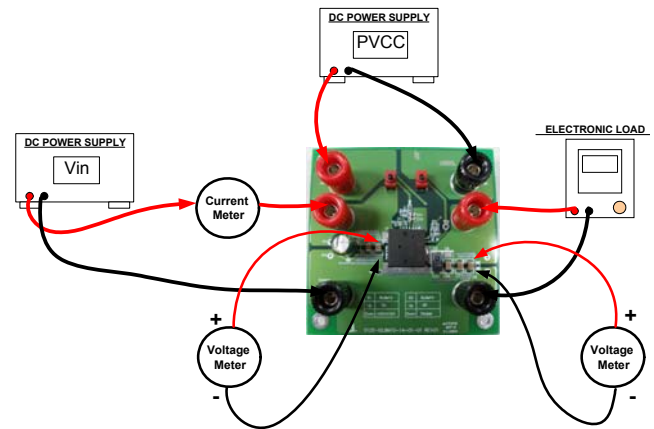 DC POWER SUPPLY
PVCC
DC POWER SUPPLY
Vin
ELECTRONIC LOAD
Current
Meter
+
Voltage
Meter
-
+
Voltage
Meter
-